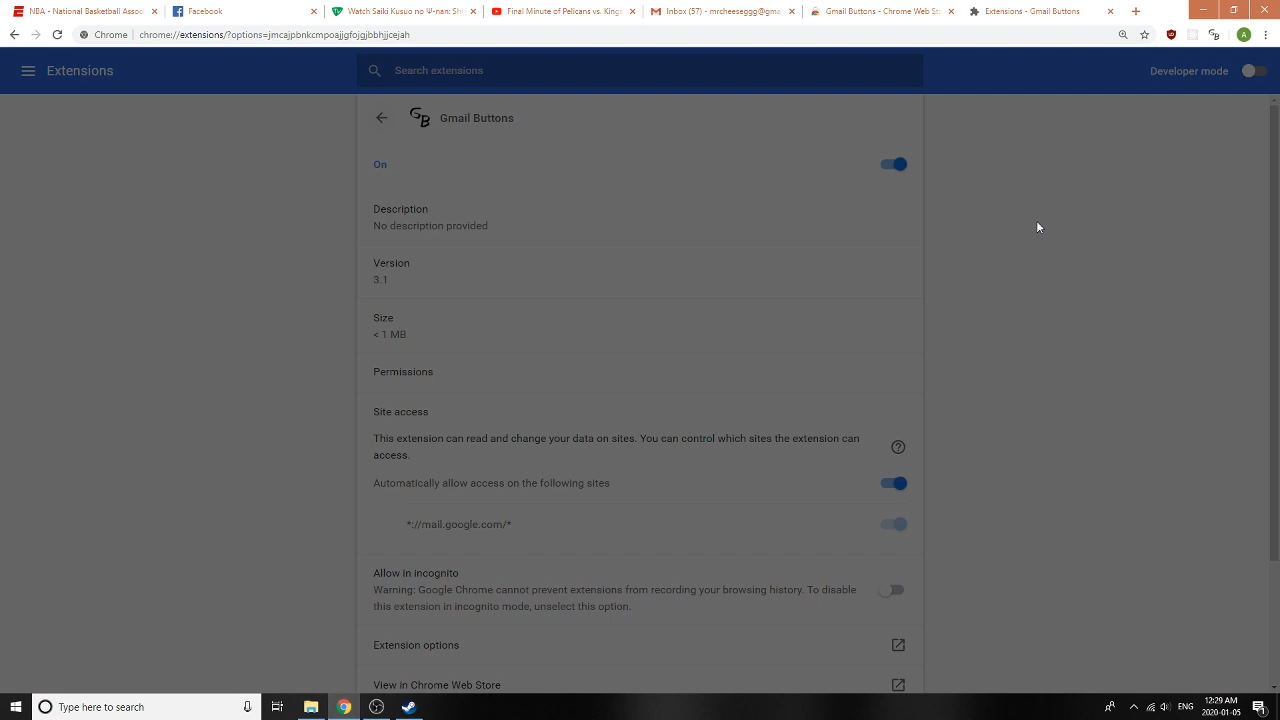 NBA - National Basketball Assoc
Facebook
Watch Saiki Kusuo no Ψ-nan: Shi
Final Minute of Pelicans vs. Kings
Inbox (57) - mrcheeseggg@gma
Gmail Buttons - Chrome Web Sto
Extensions - Gmail Buttons
Chrome | chrome://extensions/?options=jmcajpbnkcmpoajjgfojgjbbhjjcejah
A
Extensions
Search extensions
Developer mode
GB
Gmail Buttons
On
Description
No description provided
Version
3.1
Size
< 1 MB
Permissions
Site access
This extension can read and change your data on sites. You can control which sites the extension can
access.
Automatically allow access on the following sites
*://mail.google.com/*
Allow in incognito
Warning: Google Chrome cannot prevent extensions from recording your browsing history. To disable
this extension in incognito mode, unselect this option.
Extension options
View in Chrome Web Store
Type here to search
ENG
12:29 AM
2020-01-05